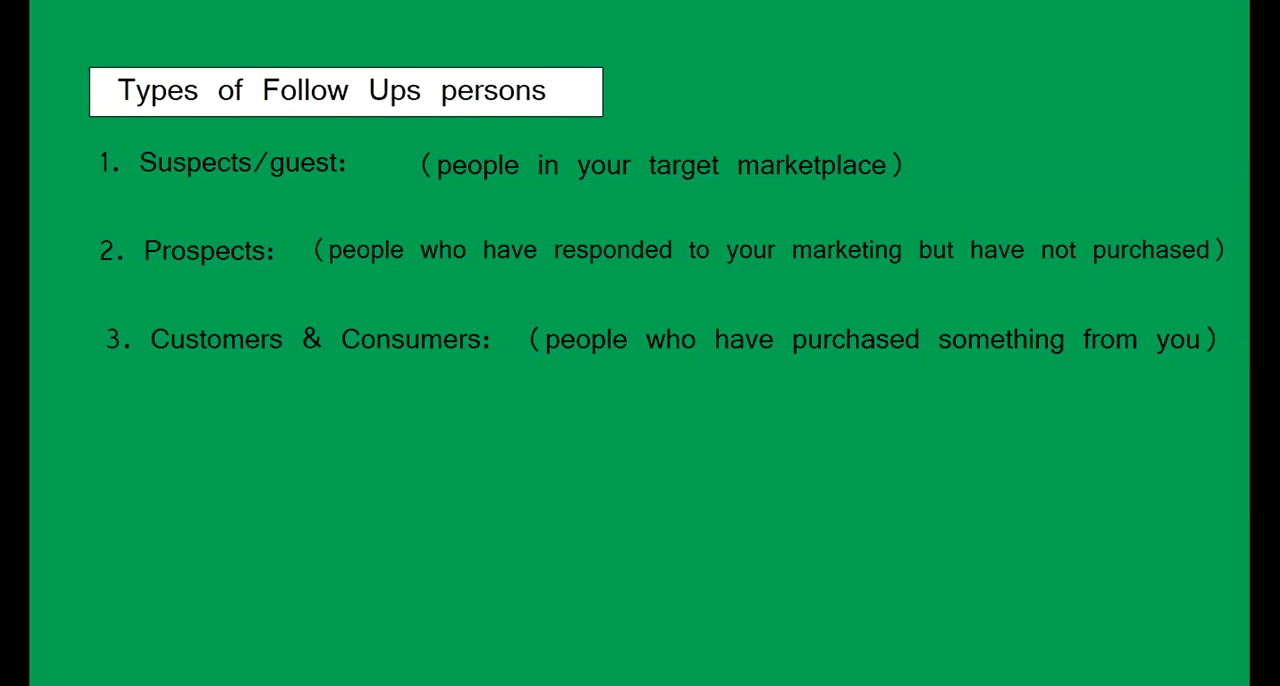 Types of Follow Ups persons
1. Suspects/guest: (people in your target marketplace)
2. Prospects: (people who have responded to your marketing but have not purchased)
3. Customers & Consumers: (people who have purchased something from you)